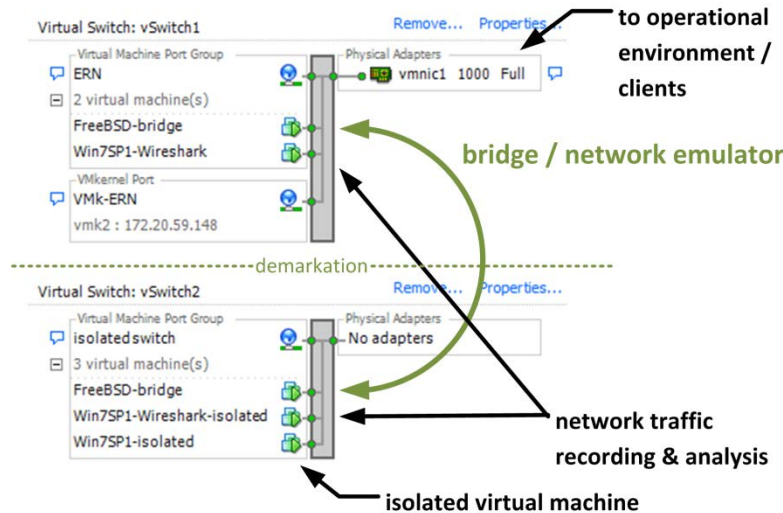 Virtual Switch: vSwitch1
Remove... Properties...
to operational
environment /
clients
Virtual Machine Port Group
ERN
2 virtual machine(s)
FreeBSD-bridge
Win7SP1-Wireshark
Physical Adapters
vmnic1 1000 Full
bridge / network emulator
VMkernel Port
VMk-ERN
vmk2 : 172.20.59.148
demarkation
Virtual Switch: vSwitch2
Remove... Properties...
Virtual Machine Port Group
isolatedswitch
3 virtual machine(s)
FreeBSD-bridge
Win7SP1-Wireshark-isolated
Win7SP1-isolated
Physical Adapters
No adapters
network traffic
recording & analysis
isolated virtual machine